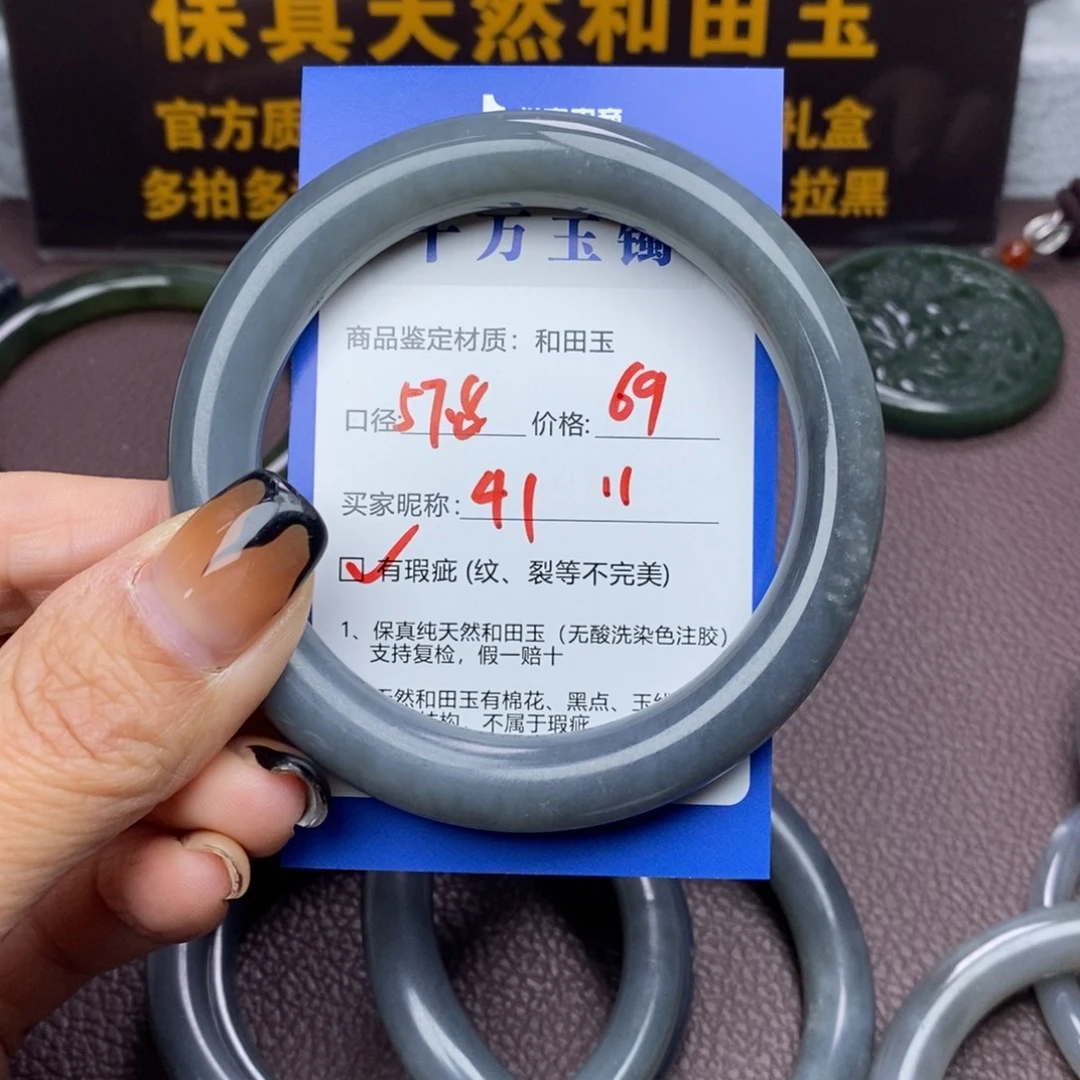 保真天然和田玉
官方质 礼盒
多拍多 拉黑
千万玉镯
商品鉴定材质：和田玉
口径: 57.8 价格: 69
买家昵称: 41 "
有瑕疵 (纹、裂等不完美)
1、保真纯天然和田玉（无酸洗染色注胶）
支持复检，假一赔十
然和田玉有棉花、黑点、玉
结构 不属于瑕疵